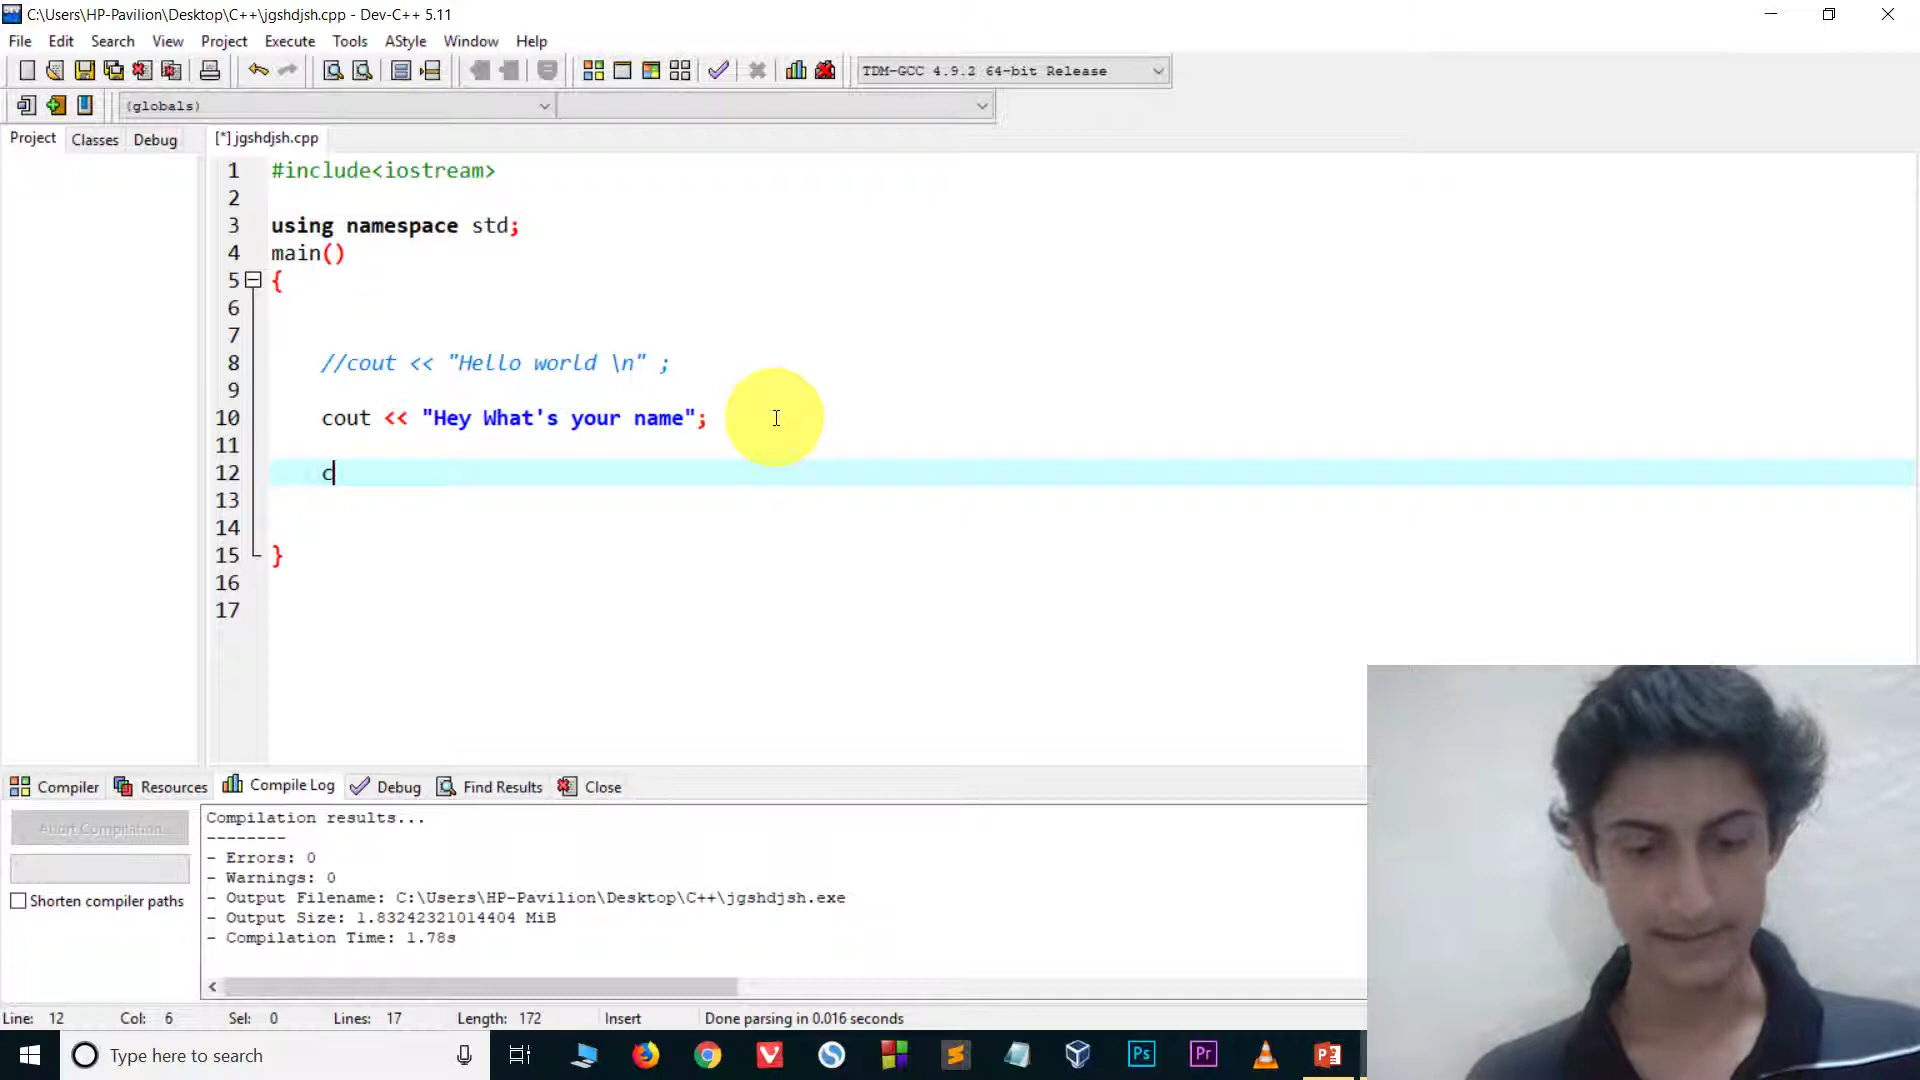 C:\Users\HP-Pavilion\Desktop\C++\jgshdjsh.cpp - Dev-C++ 5.11
File Edit Search View Project Execute Tools AStyle Window Help
TDM-GCC 4.9.2 64-bit Release
(globals)
Project Classes Debug [*] jgshdjsh.cpp
1 #include<iostream>
2
3 using namespace std;
4 main()
5 {
6
7
8 //cout << "Hello world \n" ;
9
10 cout << "Hey What's your name";
11
12 c
13
14
15 }
16
17
Compiler Resources Compile Log Debug Find Results Close
Abort Compilation
Shorten compiler paths
Compilation results...
--------
- Errors: 0
- Warnings: 0
- Output Filename: C:\Users\HP-Pavilion\Desktop\C++\jgshdjsh.exe
- Output Size: 1.83242321014404 MiB
- Compilation Time: 1.78s
Line: 12 Col: 6 Sel: 0 Lines: 17 Length: 172 Insert Done parsing in 0.016 seconds
Type here to search
Ps
Pr